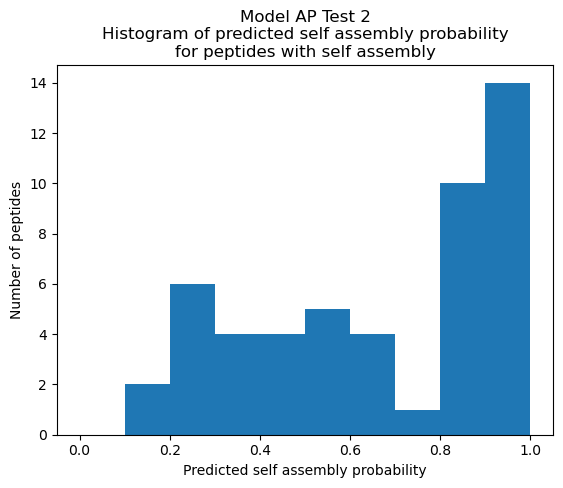 Model AP Test 2
Histogram of predicted self assembly probability
for peptides with self assembly
Number of peptides
14
12
10
8
6
4
2
0
0.0 0.2 0.4 0.6 0.8 1.0
Predicted self assembly probability